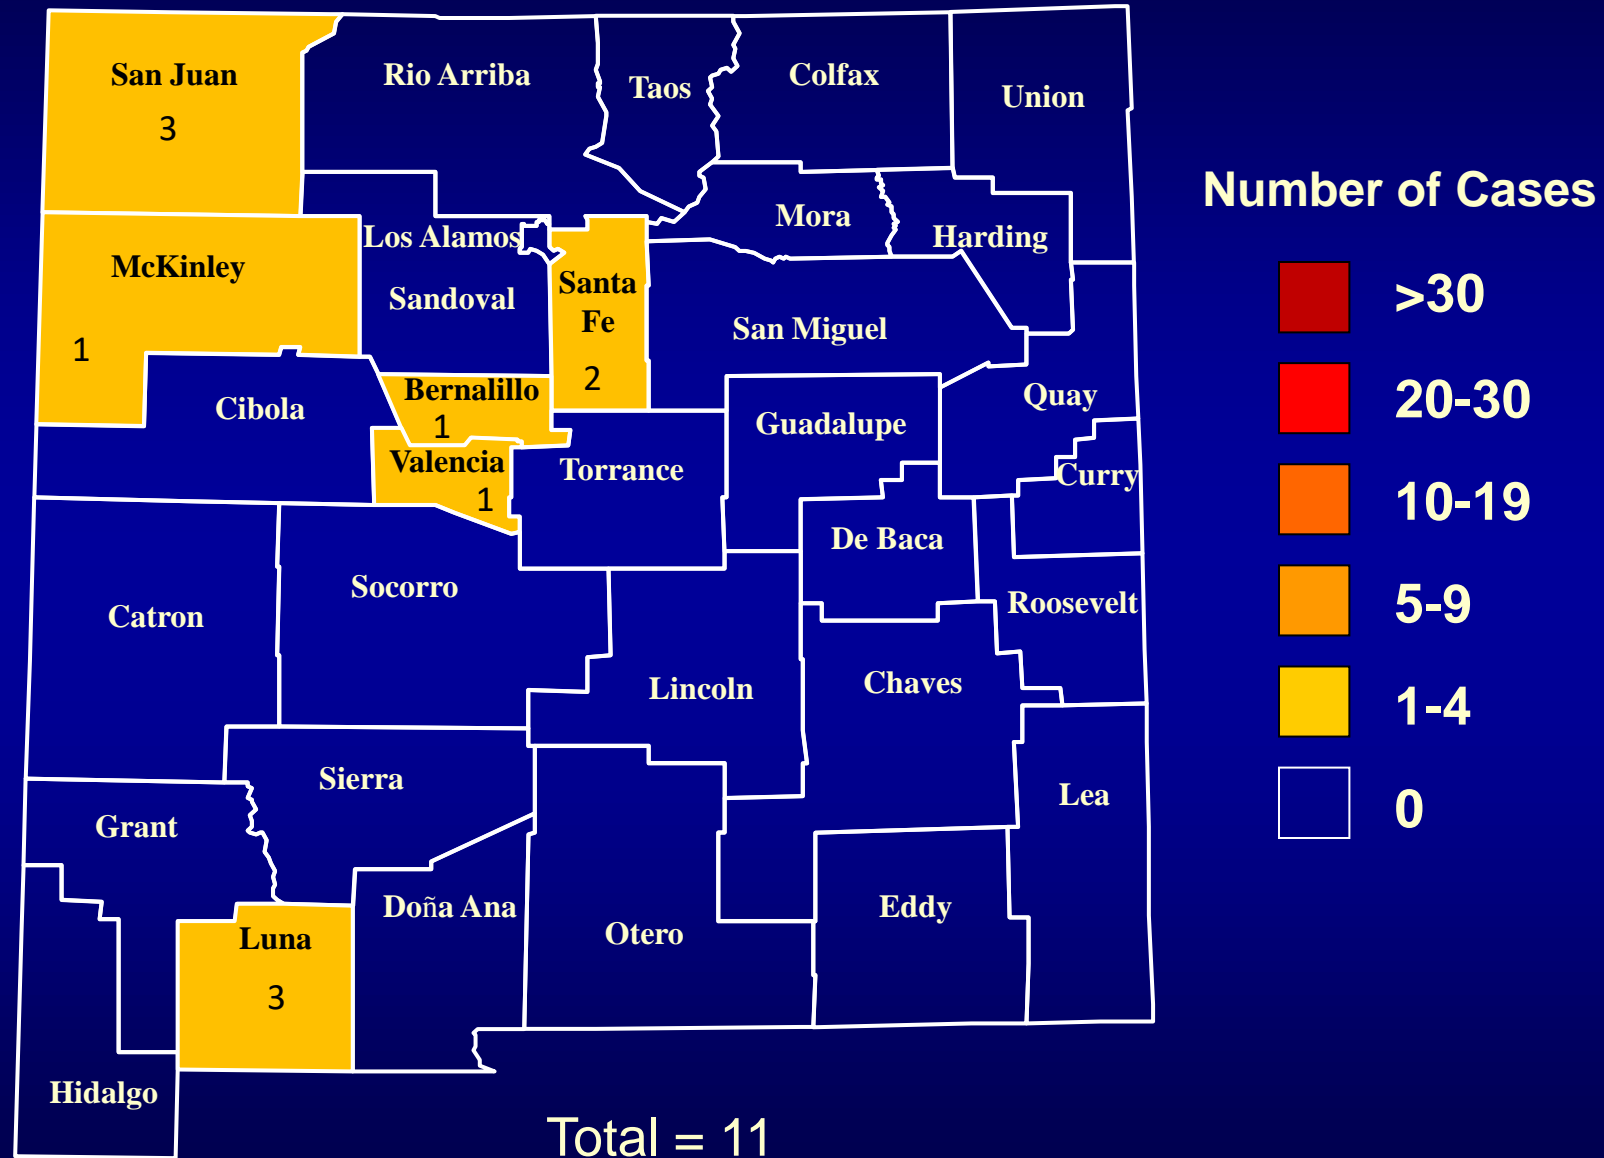 San Juan
3
Rio Arriba
Taos
Colfax
Union
McKinley
1
Los Alamos
Sandoval
Santa
Fe
2
Mora
Harding
San Miguel
Bernalillo
1
Cibola
Valencia
1
Torrance
Guadalupe
Quay
Curry
De Baca
Roosevelt
Catron
Socorro
Lincoln
Chaves
Sierra
Lea
Grant
Luna
3
Doña Ana
Otero
Eddy
Hidalgo
Number of Cases
>30
20-30
10-19
5-9
1-4
0
Total = 11